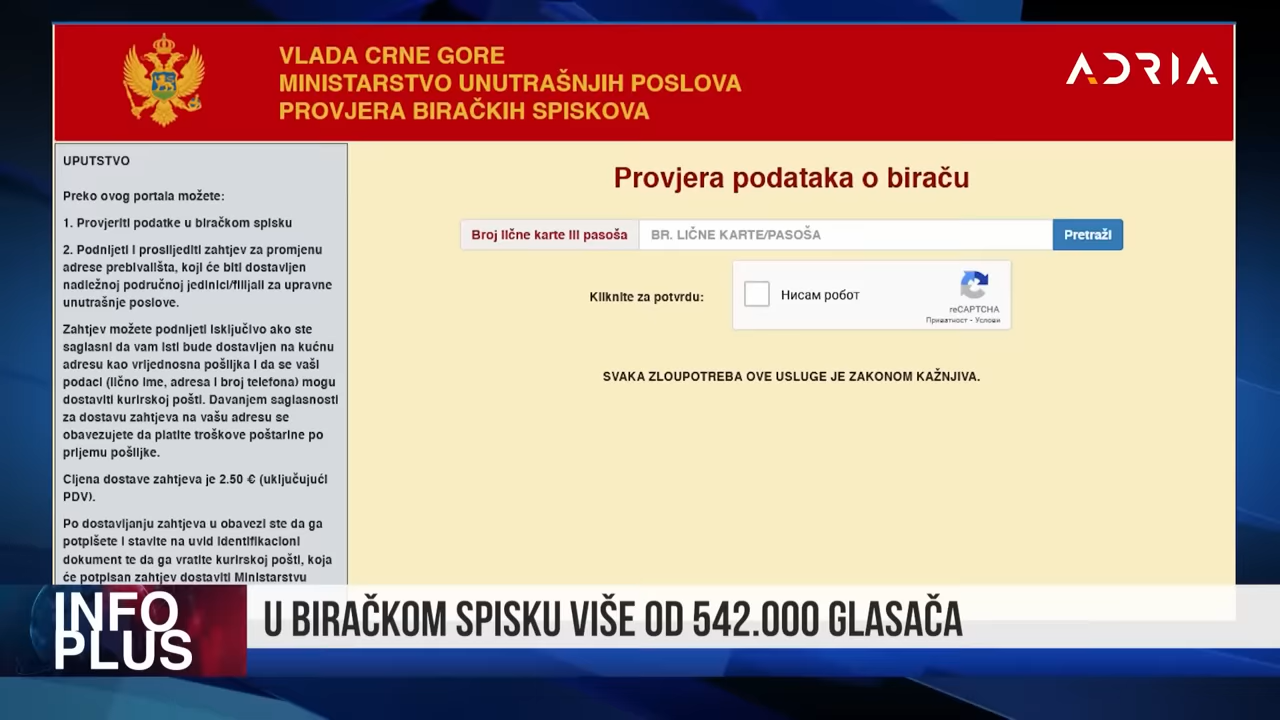 VLADA CRNE GORE
MINISTARSTVO UNUTRAŠNJIH POSLOVA
PROVJERA BIRAČKIH SPISKOVA
ADRIA
UPUTSTVO
Preko ovog portala možete:
1. Provjeriti podatke u biračkom spisku
2. Podnijeti i proslijediti zahtjev za promjenu
adrese prebivališta, koji će biti dostavljen
nadležnoj područnoj jedinici/filijali za upravne
unutrašnje poslove.
Zahtjev možete podnijeti isključivo ako ste
saglasni da vam isti bude dostavljen na kućnu
adresu kao vrijednosna pošiljka i da se vaši
podaci (lično ime, adresa i broj telefona) mogu
dostaviti kurirskoj pošti. Davanjem saglasnosti
za dostavu zahtjeva na vašu adresu se
obavezujete da platite troškove poštarine po
prijemu pošiljke.
Cijena dostave zahtjeva je 2.50 € (uključujući
PDV).
Po dostavljanju zahtjeva u obavezi ste da ga
potpišete i stavite na uvid identifikacioni
dokument te da ga vratite kurirskoj pošti, koja
će potpisan zahtjev dostaviti Ministarstvu
Provjera podataka o biraču
Broj lične karte ili pasoša
BR. LIČNE KARTE/PASOŠA
Pretraži
Kliknite za potvrdu:
Нисам робот
reCAPTCHA
Приватност - Услови
SVAKA ZLOUPOTREBA OVE USLUGE JE ZAKONOM KAŽNJIVA.
INFO
PLUS
U BIRAČKOM SPISKU VIŠE OD 542.000 GLASAČA